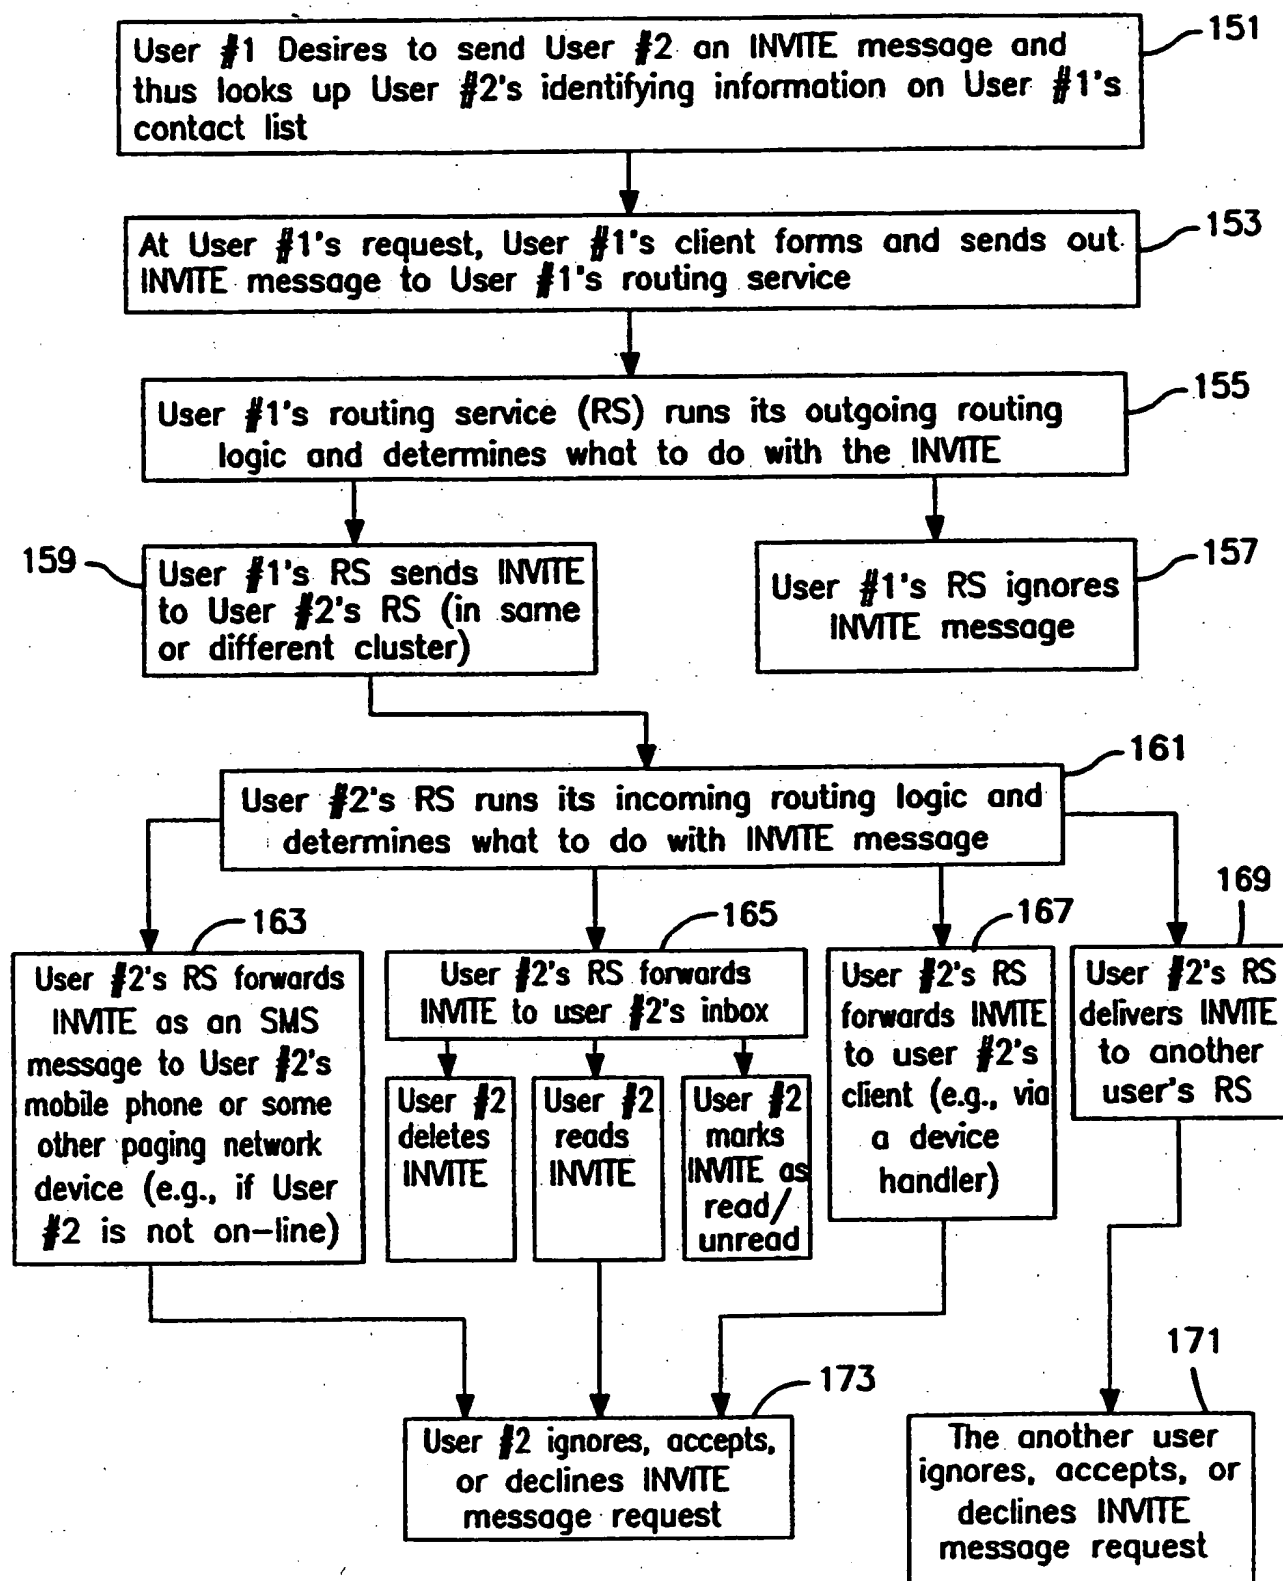 User #1 Desires to send User #2 an INVITE message and
thus looks up User #2's identifying information on User #1's
contact list
151
At User #1's request, User #1's client forms and sends out
INVITE message to User #1's routing service
153
User #1's routing service (RS) runs its outgoing routing
logic and determines what to do with the INVITE
155
159
User #1's RS sends INVITE
to User #2's RS (in same
or different cluster)
User #1's RS ignores
INVITE message
157
161
User #2's RS runs its incoming routing logic and
determines what to do with INVITE message
163
User #2's RS forwards
INVITE as an SMS
message to User #2's
mobile phone or some
other paging network
device (e.g., if User
#2 is not on-line)
165
User #2's RS forwards
INVITE to user #2's inbox
User #2
deletes
INVITE
User #2
reads
INVITE
User #2
marks
INVITE as
read/
unread
167
User #2's RS
forwards INVITE
to user #2's
client (e.g., via
a device
handler)
169
User #2's RS
delivers INVITE
to another
user's RS
173
User #2 ignores, accepts,
or declines INVITE
message request
171
The another user
ignores, accepts, or
declines INVITE
message request